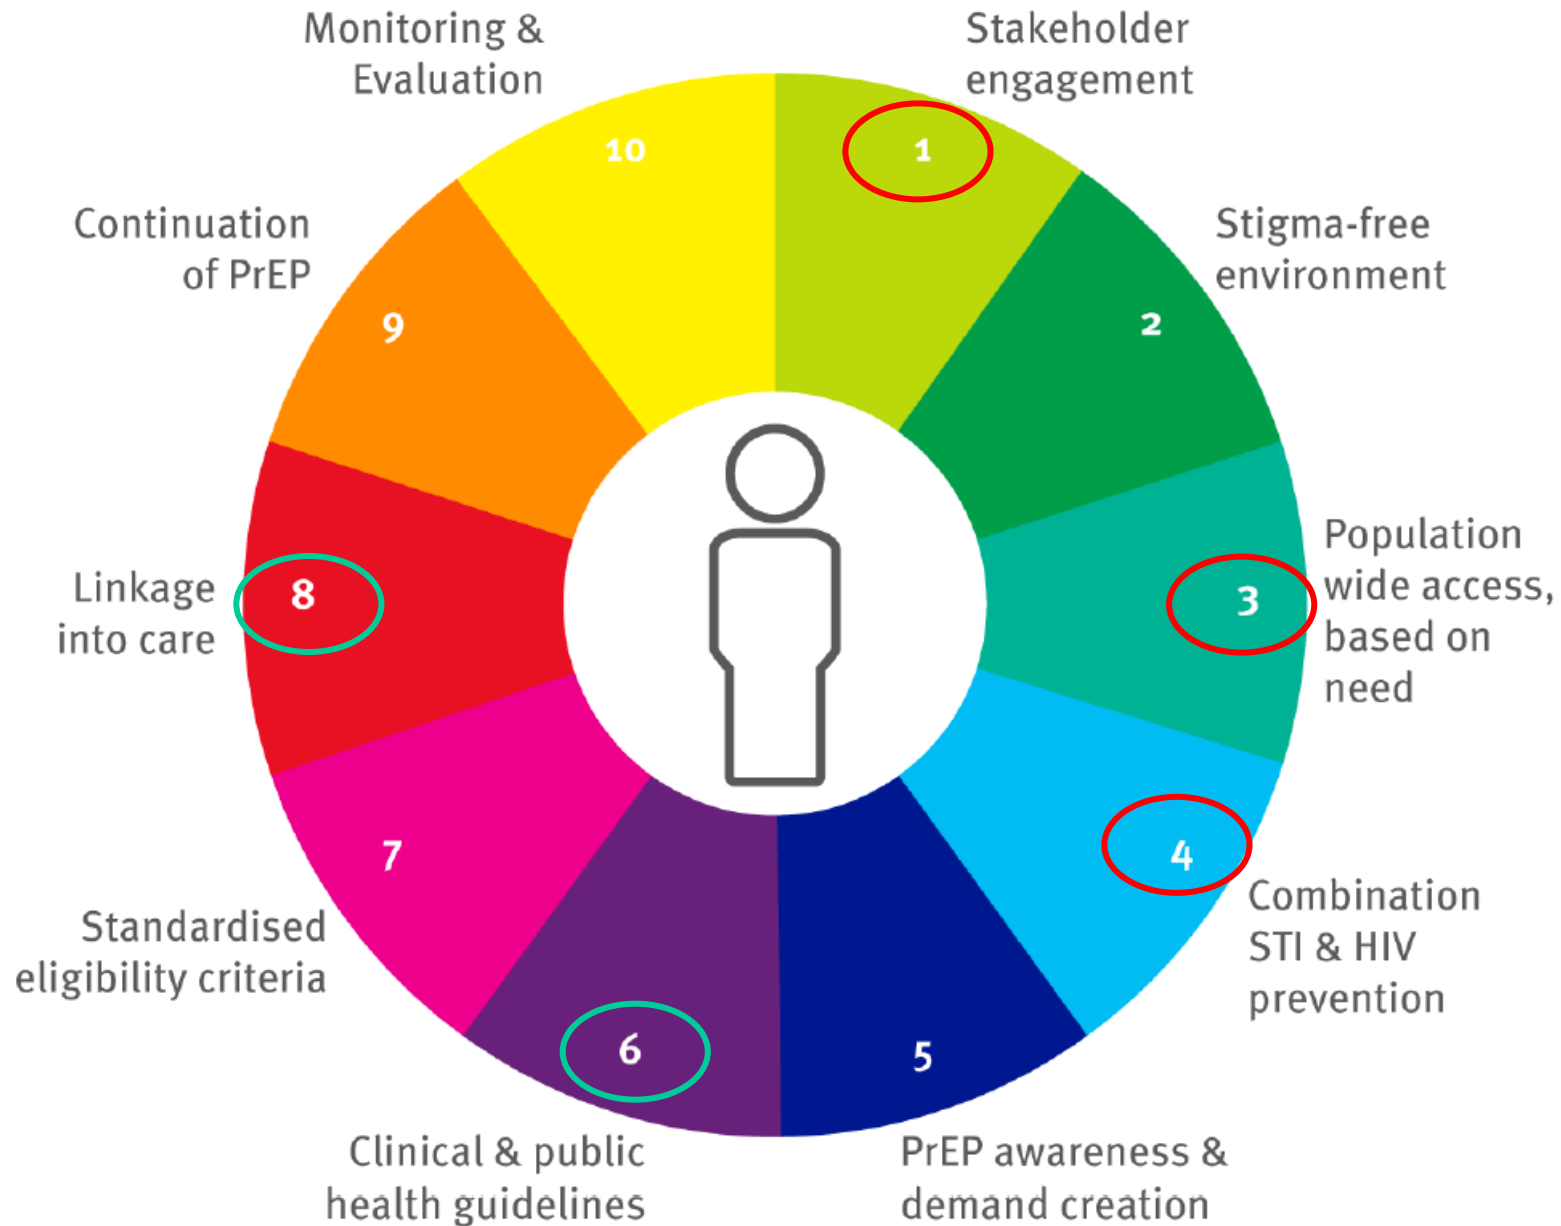 Monitoring &
Evaluation
10
Stakeholder
engagement
1
Stigma-free
environment
2
Population
wide access,
based on
need
3
Combination
STI & HIV
prevention
4
PrEP awareness &
demand creation
5
Clinical & public
health guidelines
6
Standardised
eligibility criteria
7
Linkage
into care
8
Continuation
of PrEP
9